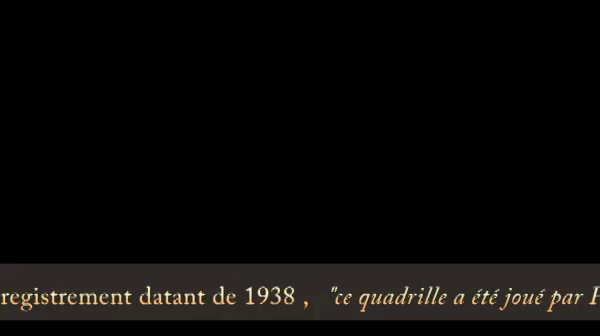 registrement datant de 1938 , "ce quadrille a été joué par